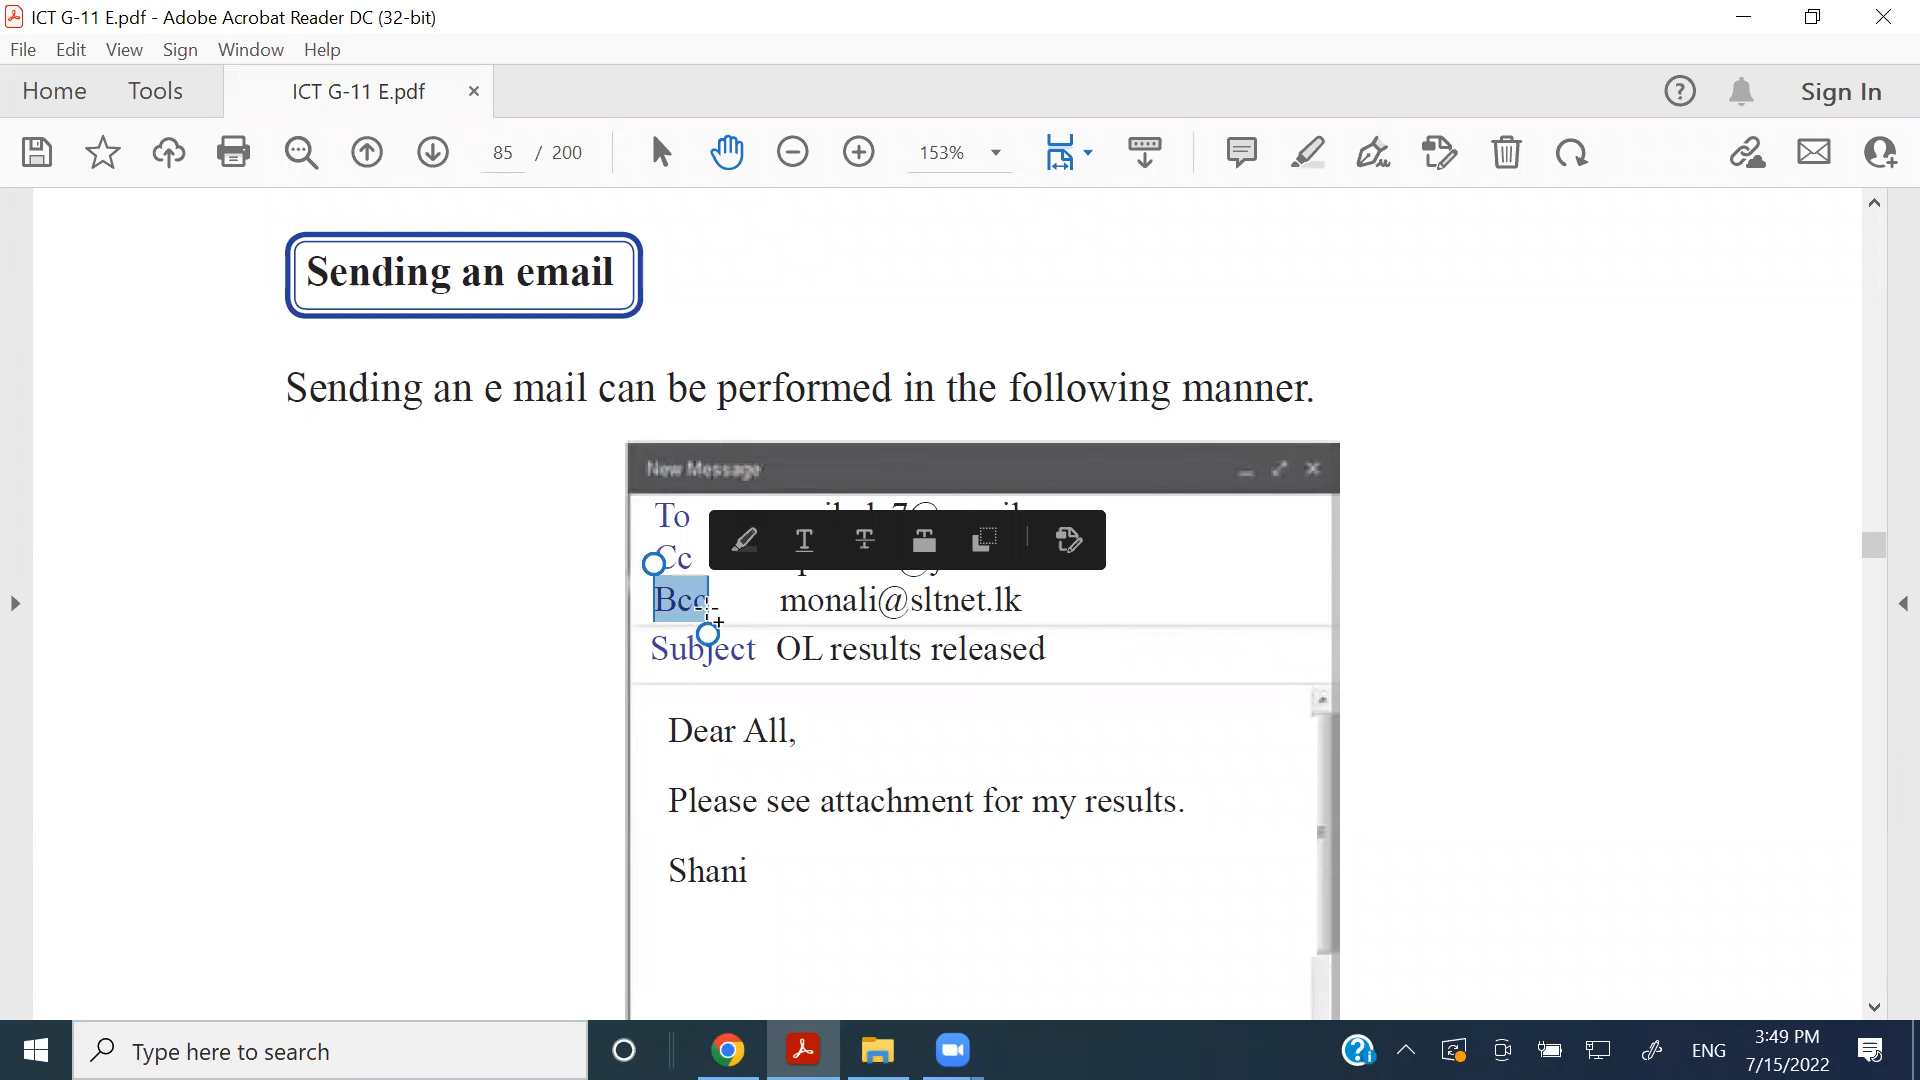 ICT G-11 E.pdf - Adobe Acrobat Reader DC (32-bit)
File Edit View Sign Window Help
Home Tools ICT G-11 E.pdf × Sign In
85 / 200 153%
Sending an email
Sending an e mail can be performed in the following manner.
New Message
To
Cc
Bcc monali@sltnet.lk
Subject OL results released
Dear All,
Please see attachment for my results.
Shani
Type here to search
ENG
3:49 PM
7/15/2022